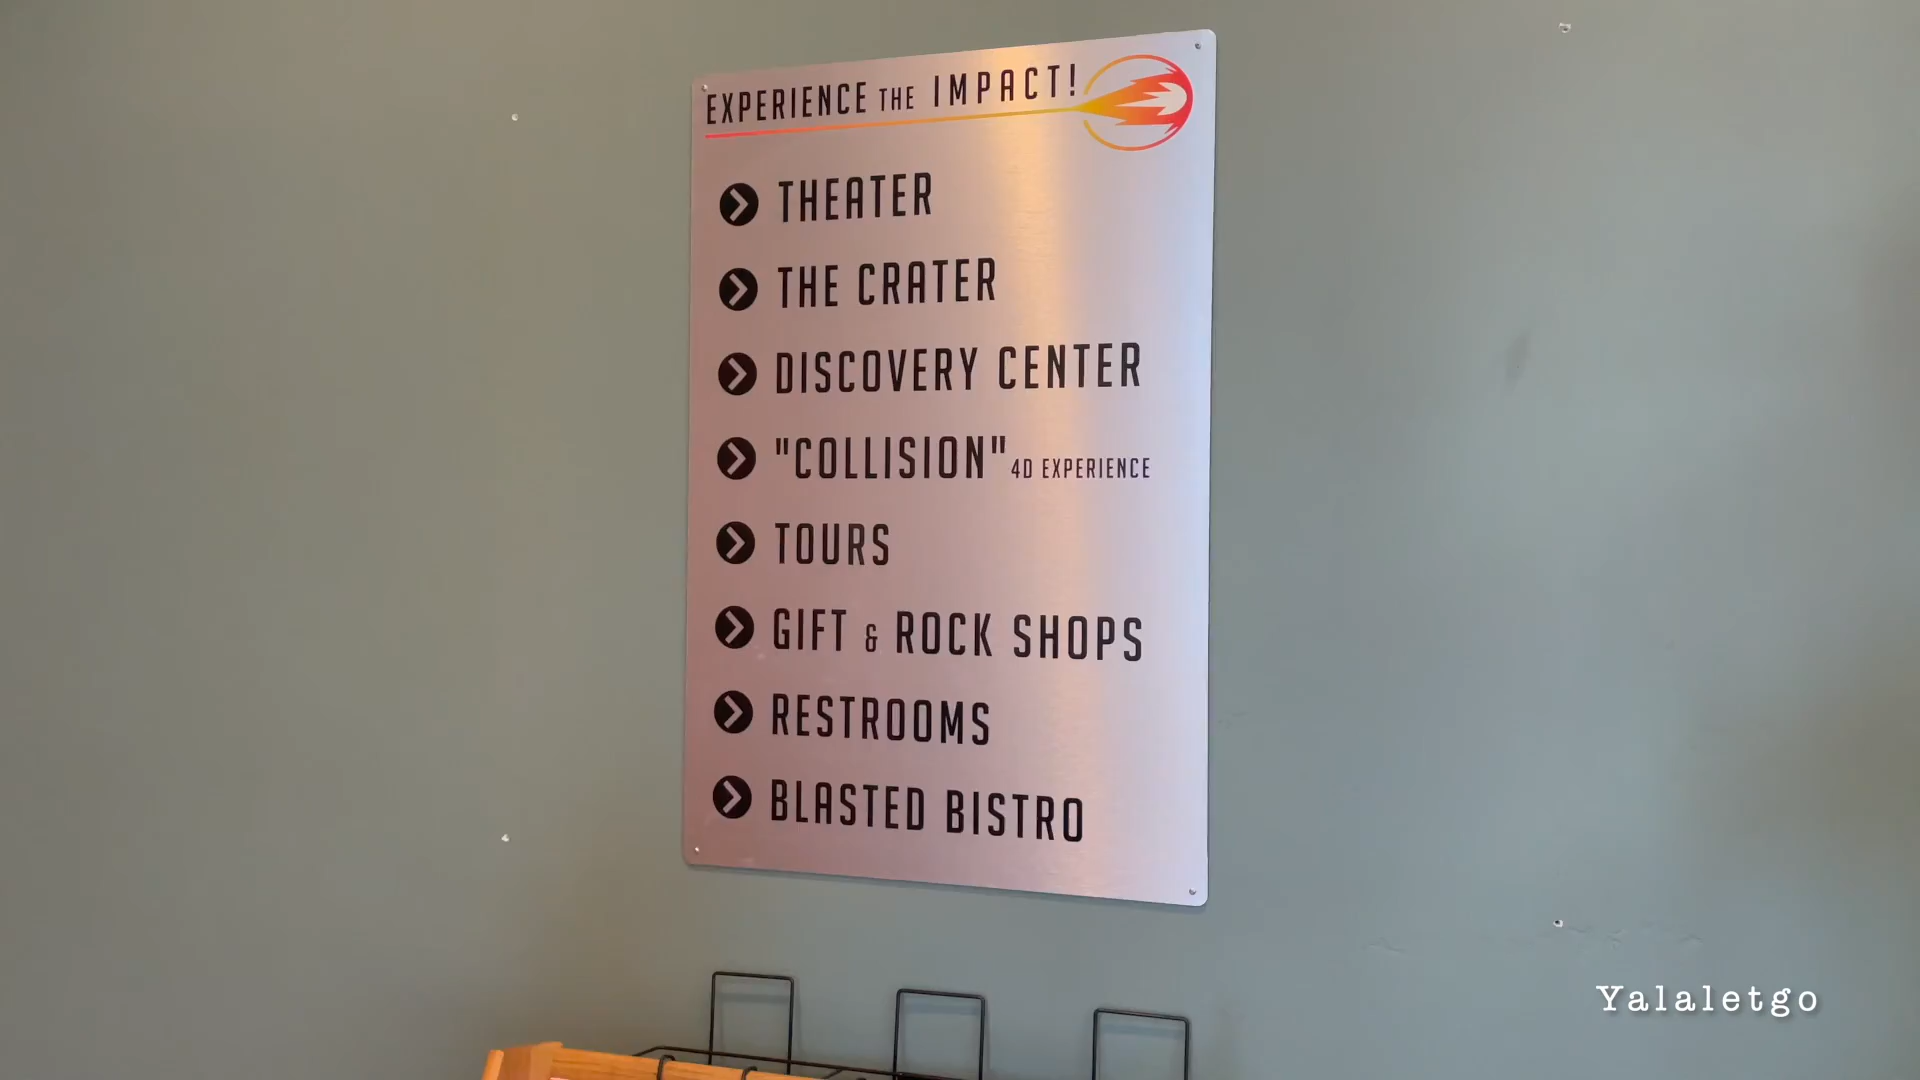 EXPERIENCE THE IMPACT!
THEATER
THE CRATER
DISCOVERY CENTER
"COLLISION" 4D EXPERIENCE
TOURS
GIFT & ROCK SHOPS
RESTROOMS
BLASTED BISTRO
Yalaletgo